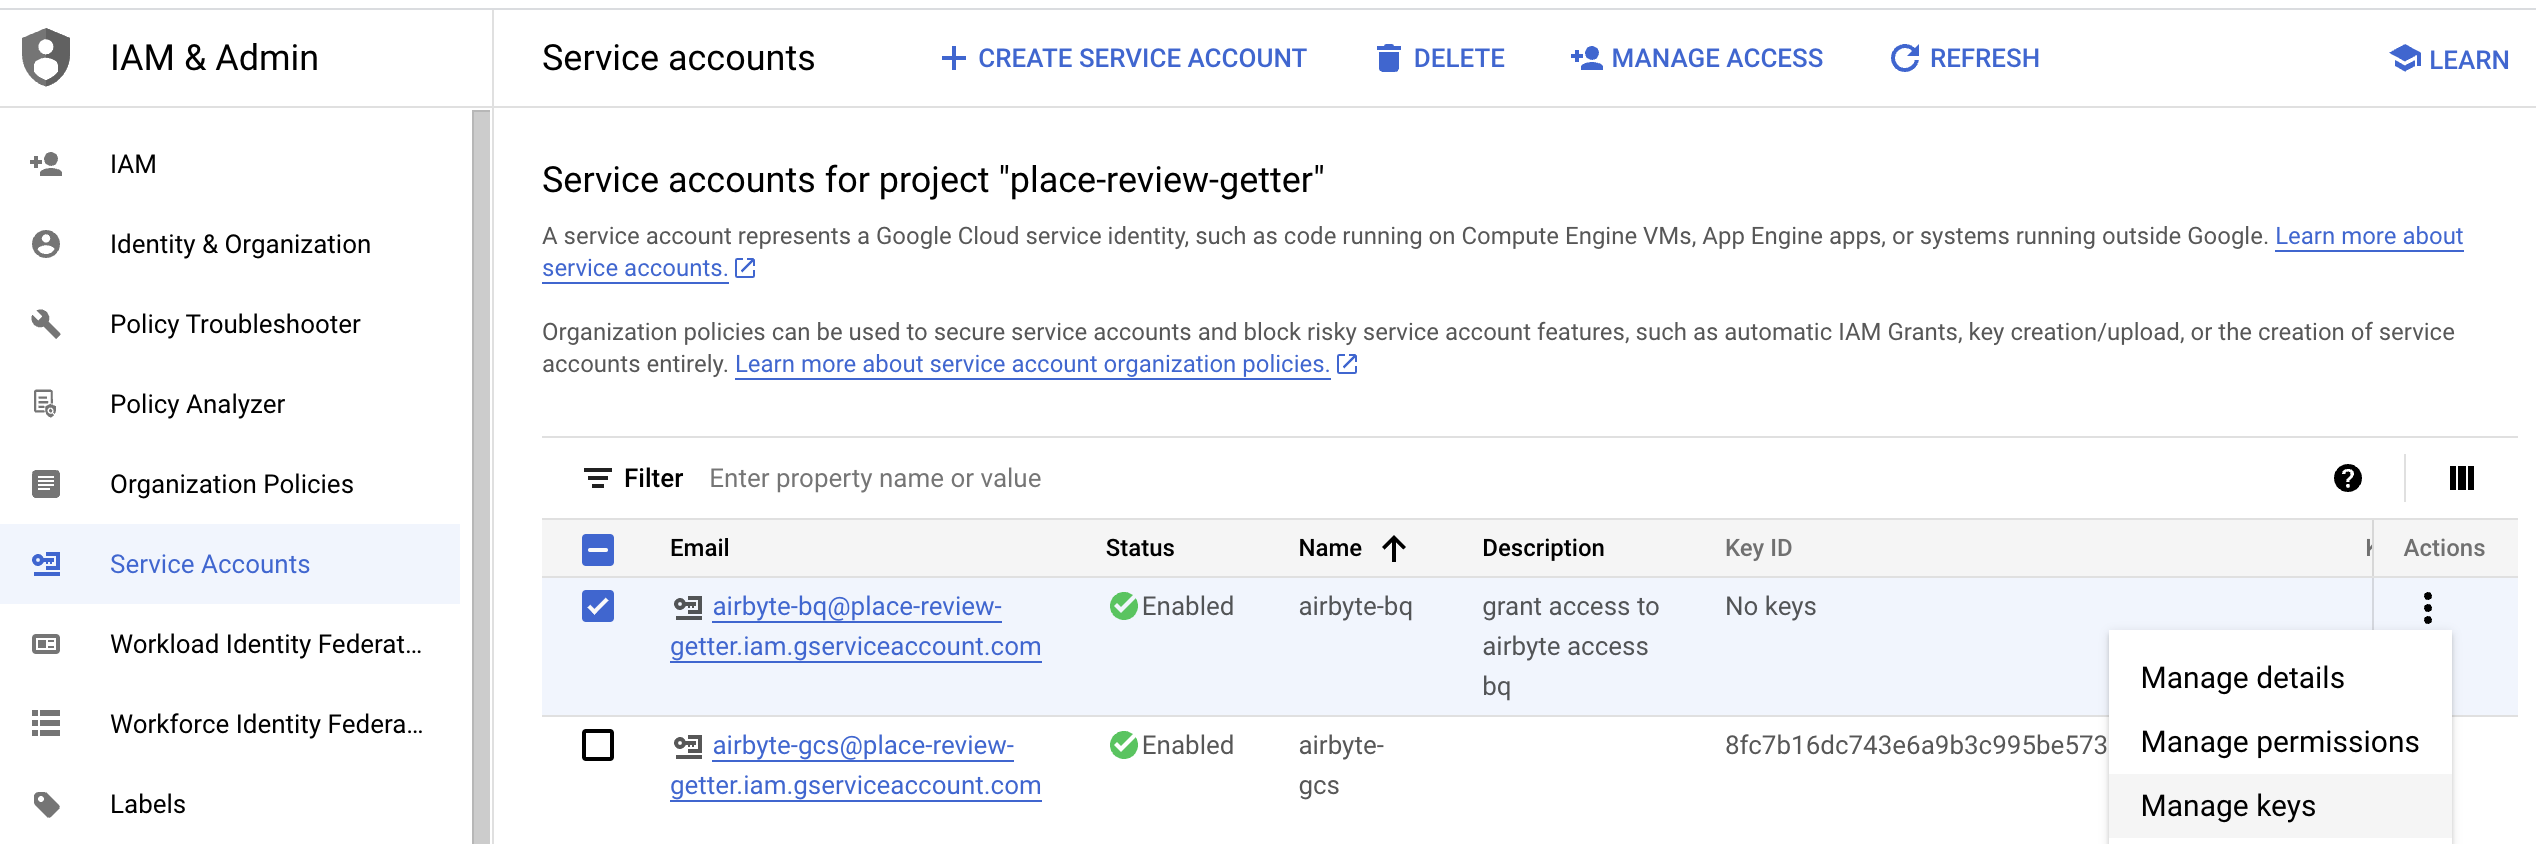 IAM & Admin
Service accounts
CREATE SERVICE ACCOUNT
DELETE
MANAGE ACCESS
REFRESH
LEARN
IAM
Identity & Organization
Policy Troubleshooter
Policy Analyzer
Organization Policies
Service Accounts
Workload Identity Federat...
Workforce Identity Federa...
Labels
Service accounts for project "place-review-getter"
A service account represents a Google Cloud service identity, such as code running on Compute Engine VMs, App Engine apps, or systems running outside Google. Learn more about
service accounts.
Organization policies can be used to secure service accounts and block risky service account features, such as automatic IAM Grants, key creation/upload, or the creation of service
accounts entirely. Learn more about service account organization policies.
Filter Enter property name or value
Email Status Name Description Key ID Actions
airbyte-bq@place-review- Enabled airbyte-bq grant access to No keys
getter.iam.gserviceaccount.com airbyte access
bq
airbyte-gcs@place-review- Enabled airbyte- 8fc7b16dc743e6a9b3c995be573
getter.iam.gserviceaccount.com gcs
Manage details
Manage permissions
Manage keys